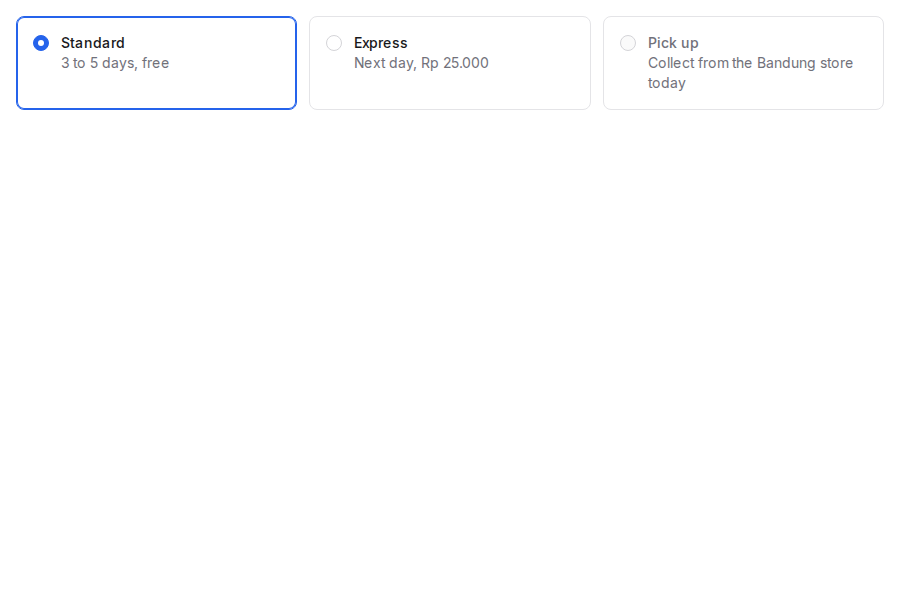 Standard
3 to 5 days, free
Express
Next day, Rp 25.000
Pick up
Collect from the Bandung store
today